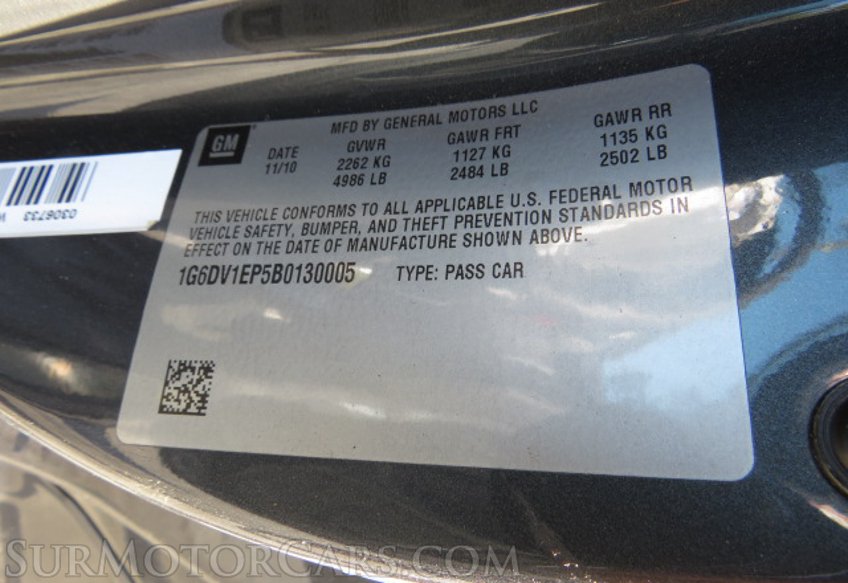 MFD BY GENERAL MOTORS LLC
GM
DATE GVWR GAWR FRT GAWR RR
11/10 2262 KG 1127 KG 1135 KG
4986 LB 2484 LB 2502 LB
THIS VEHICLE CONFORMS TO ALL APPLICABLE U.S. FEDERAL MOTOR
VEHICLE SAFETY, BUMPER, AND THEFT PREVENTION STANDARDS IN
EFFECT ON THE DATE OF MANUFACTURE SHOWN ABOVE.
1G6DV1EP5B0130005 TYPE: PASS CAR
0306733
SurMotorCars.com